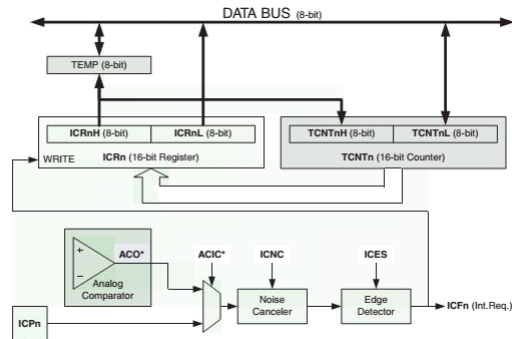 DATA BUS (8-bit)
TEMP (8-bit)
ICRnH (8-bit) ICRnL (8-bit) TCNTnH (8-bit) TCNTnL (8-bit)
WRITE ICRn (16-bit Register) TCNTn (16-bit Counter)
ACO* ACIC* ICNC ICES
+
−
Analog
Comparator
Noise
Canceler
Edge
Detector
ICFn (Int.Req.)
ICPn